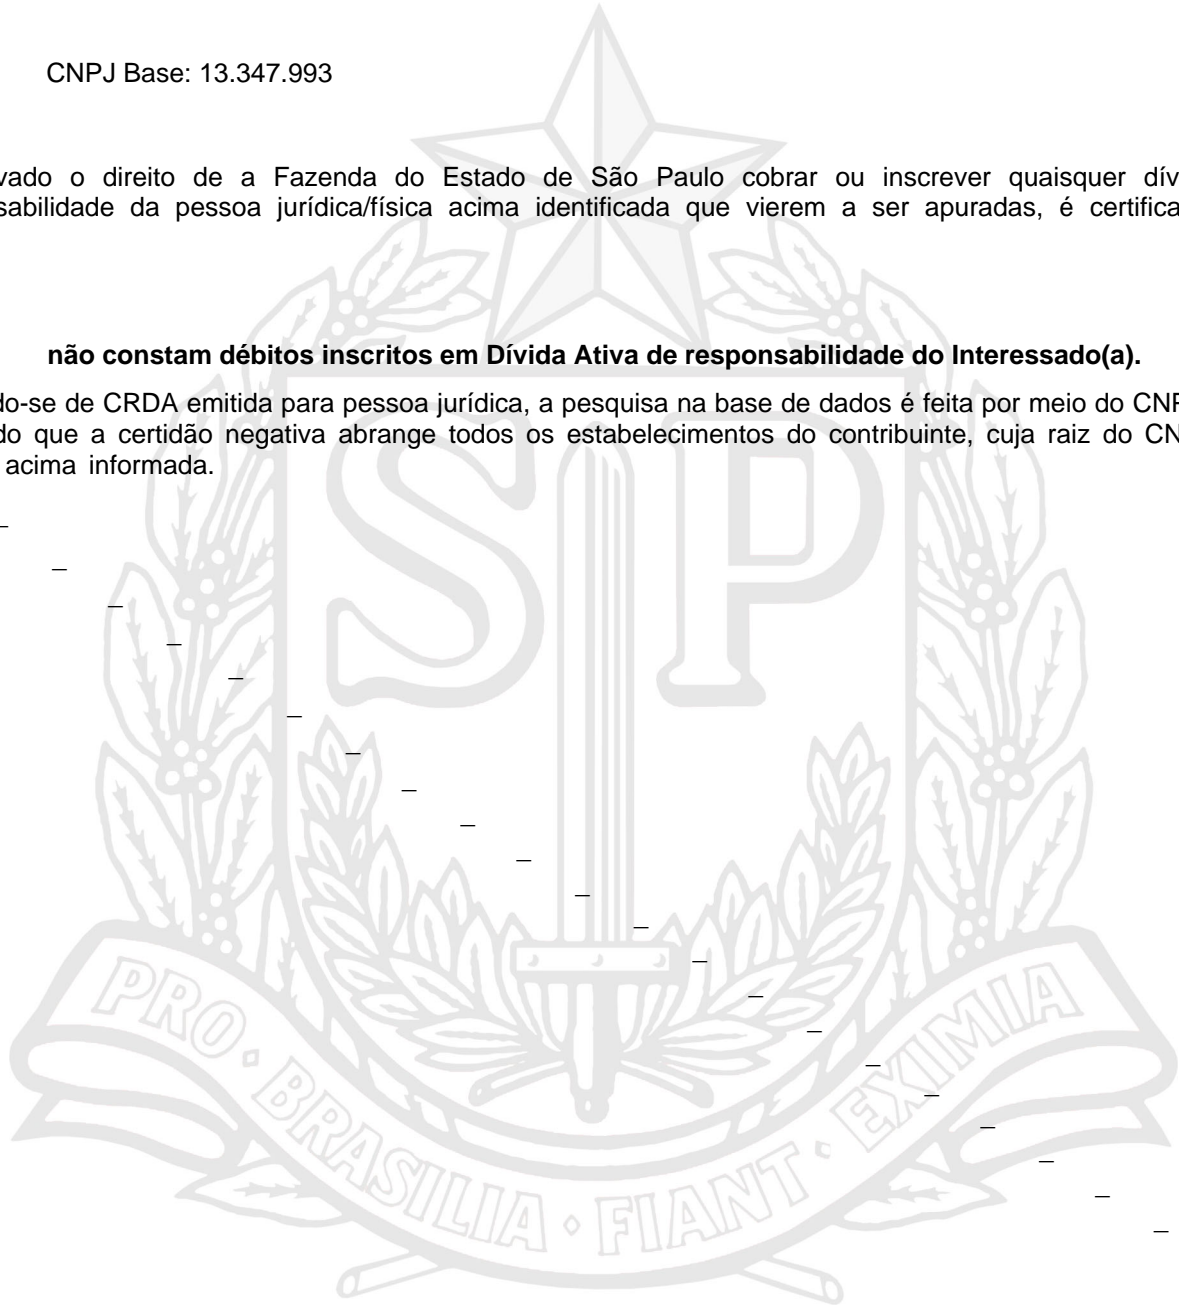 CNPJ Base: 13.347.993
vado o direito de a Fazenda do Estado de São Paulo cobrar ou inscrever quaisquer dív
sabilidade da pessoa jurídica/física acima identificada que vierem a ser apuradas, é certifica
não constam débitos inscritos em Dívida Ativa de responsabilidade do Interessado(a).
do-se de CRDA emitida para pessoa jurídica, a pesquisa na base de dados é feita por meio do CNP
do que a certidão negativa abrange todos os estabelecimentos do contribuinte, cuja raiz do CN
acima informada.
SP
PRO · BRASILIA · FIANT · EXIMIA